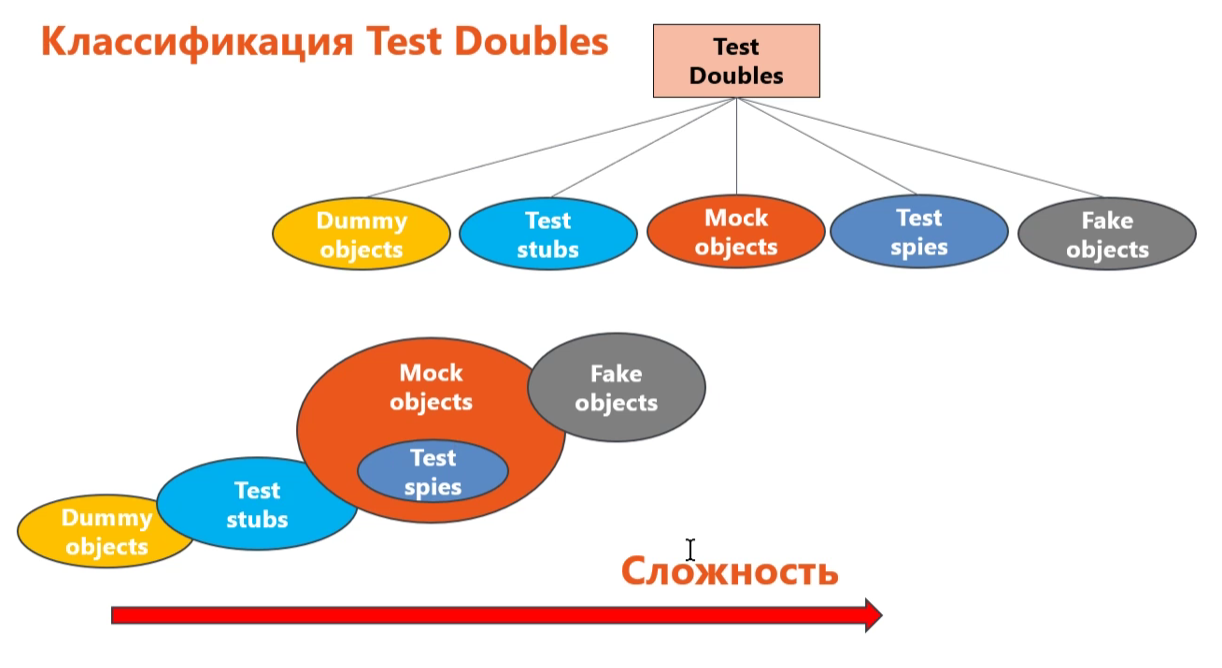 Классификация Test Doubles
Test
Doubles
Dummy
objects
Test
stubs
Mock
objects
Test
spies
Fake
objects
Mock
objects
Fake
objects
Test
spies
Test
stubs
Dummy
objects
Сложность